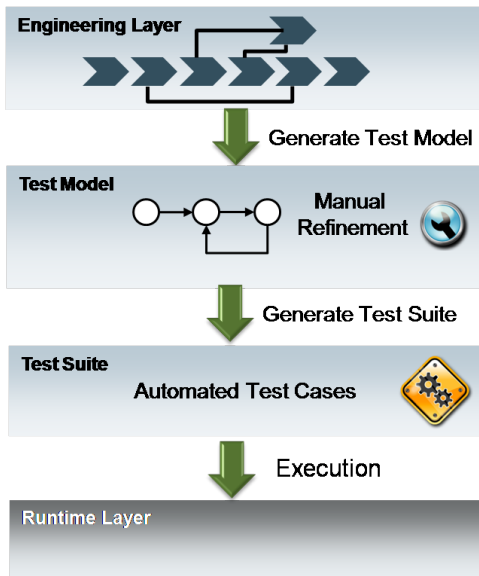 Engineering Layer
Generate Test Model
Test Model
Manual
Refinement
Generate Test Suite
Test Suite
Automated Test Cases
Execution
Runtime Layer